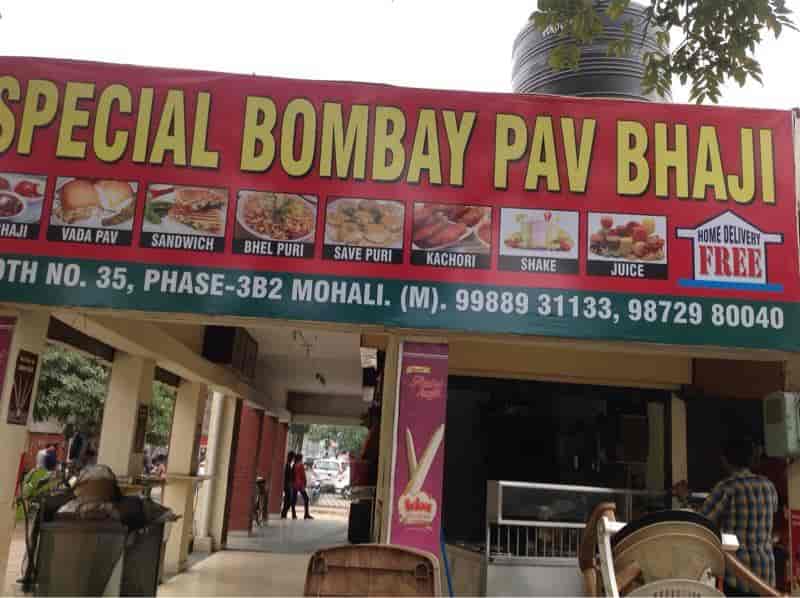 SPECIAL BOMBAY PAV BHAJI
BHAJI
VADA PAV
SANDWICH
BHEL PURI
SAVE PURI
KACHORI
SHAKE
JUICE
HOME DELIVERY
FREE
OTH NO. 35, PHASE-3B2 MOHALI. (M). 99889 31133, 98729 80040